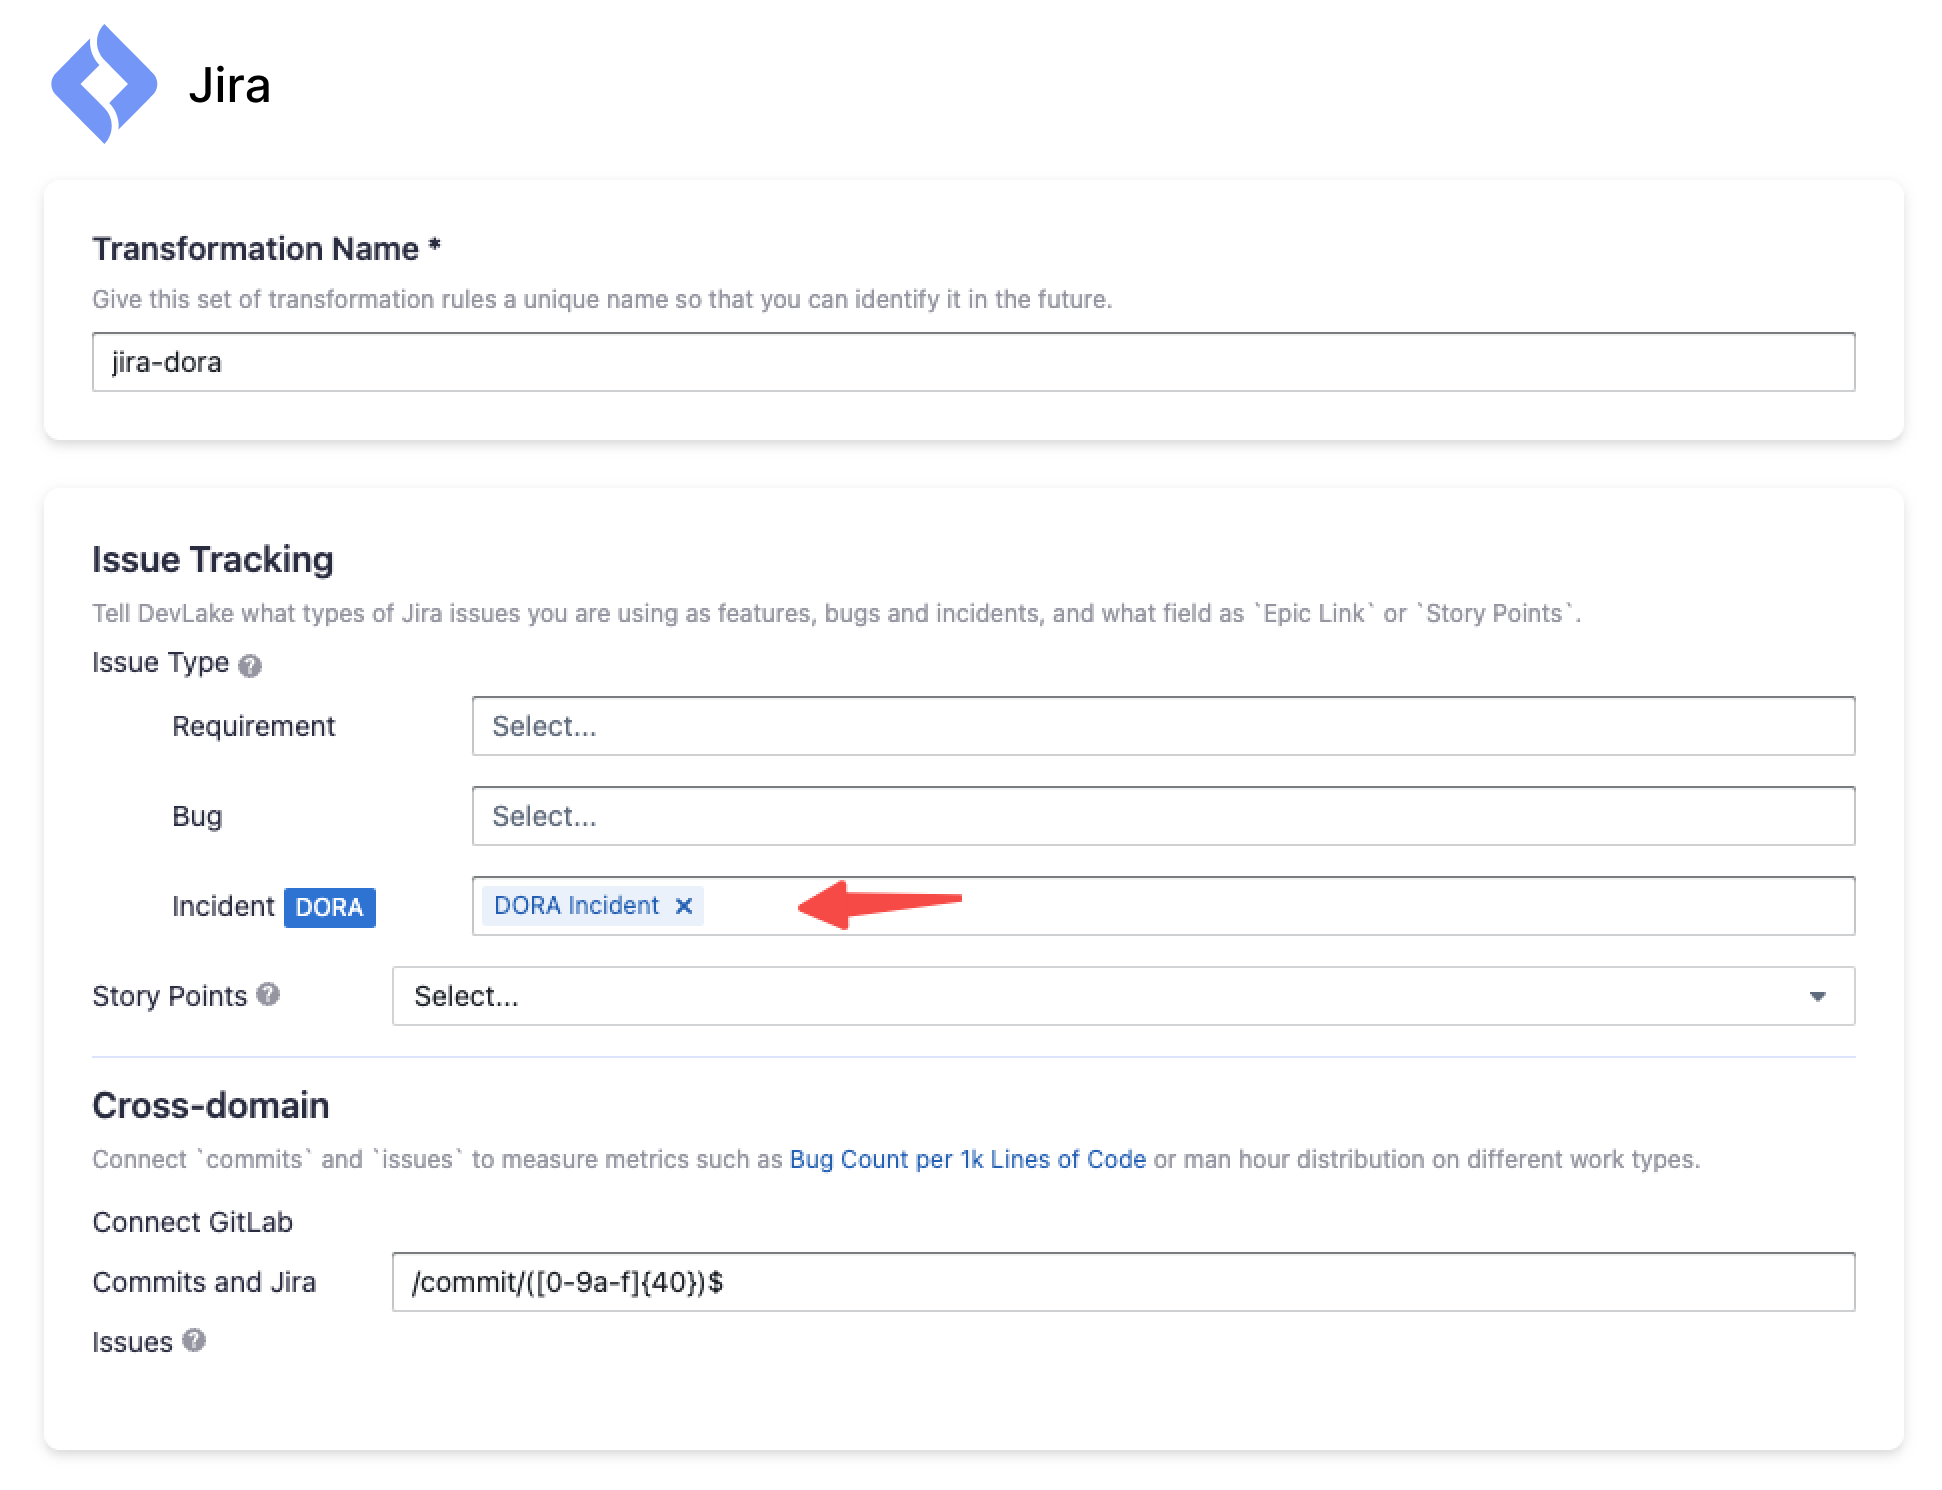 Jira
Transformation Name *
Give this set of transformation rules a unique name so that you can identify it in the future.
jira-dora
Issue Tracking
Tell DevLake what types of Jira issues you are using as features, bugs and incidents, and what field as `Epic Link` or `Story Points`.
Issue Type ?
Requirement Select...
Bug Select...
Incident DORA DORA Incident ×
Story Points ? Select...
Cross-domain
Connect `commits` and `issues` to measure metrics such as Bug Count per 1k Lines of Code or man hour distribution on different work types.
Connect GitLab
Commits and Jira /commit/([0-9a-f]{40})$
Issues ?